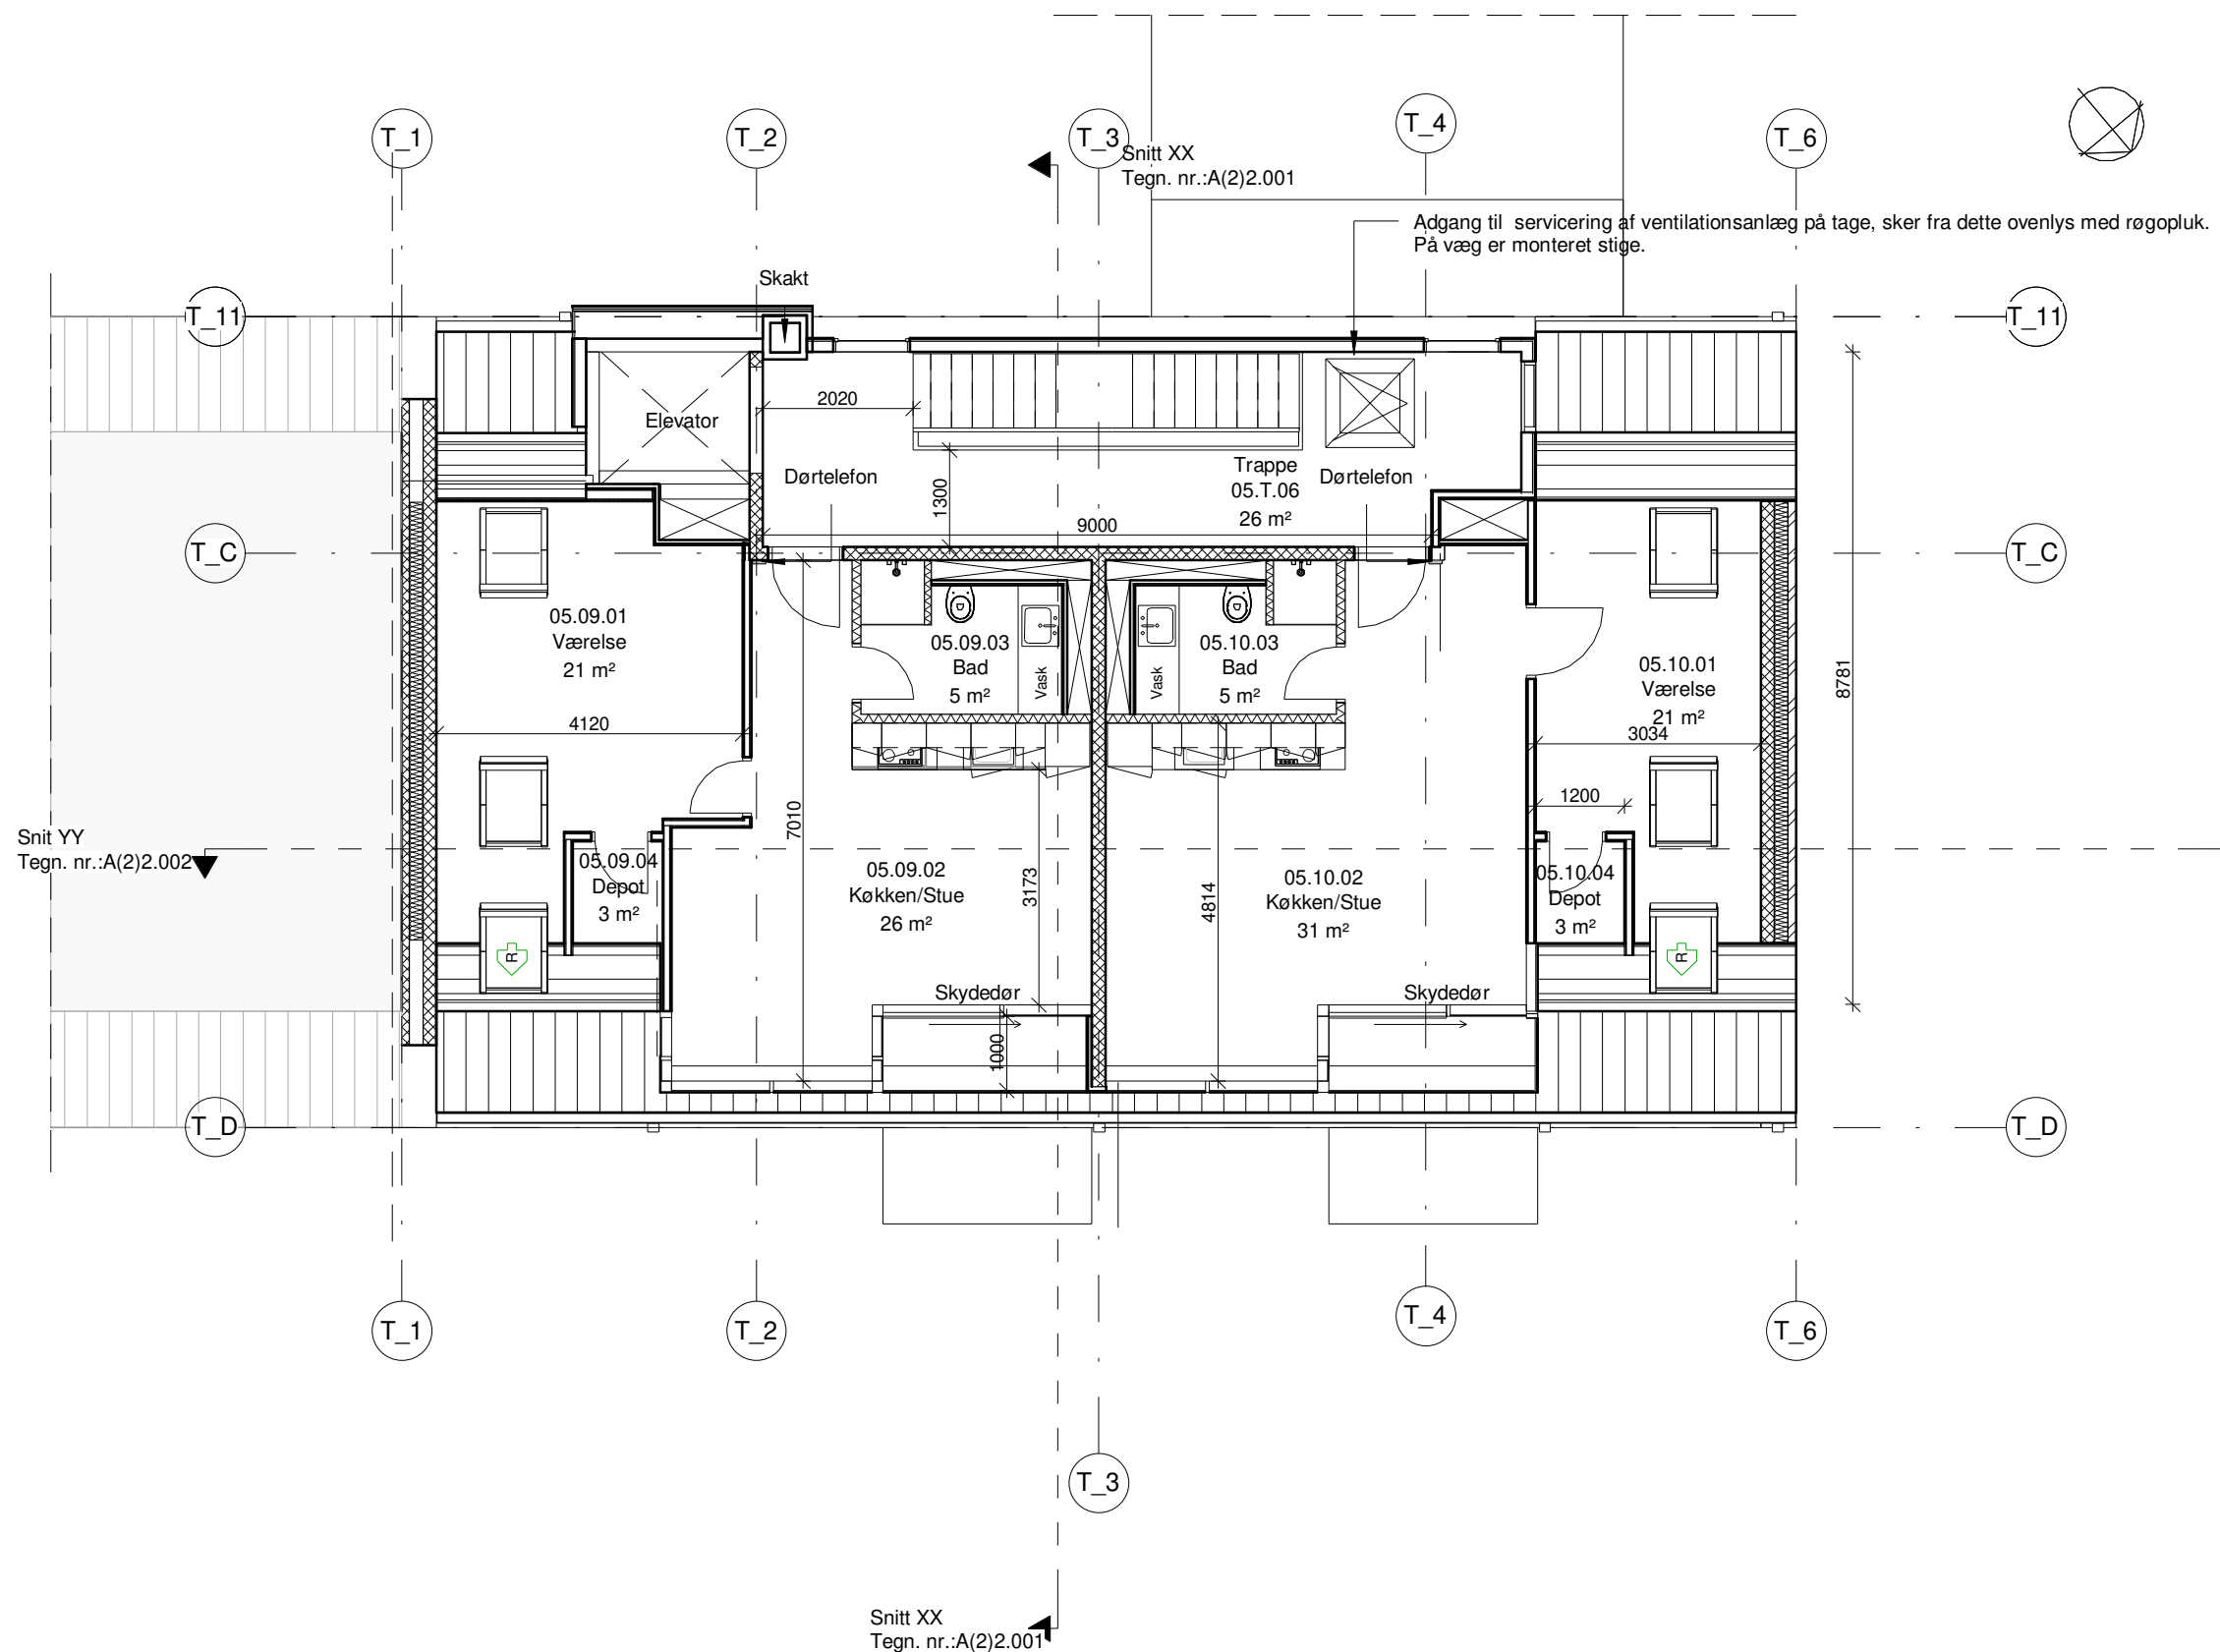 T_1
T_2
T_3
T_4
T_6
Snitt XX
Tegn. nr.:A(2)2.001
Adgang til servicering af ventilationsanlæg på tage, sker fra dette ovenlys med røgopluk.
På væg er monteret stige.
Skakt
T_11
T_11
2020
Elevator
Dørtelefon
1300
Trappe
05.T.06
26 m²
Dørtelefon
9000
T_C
T_C
05.09.01
Værelse
21 m²
05.09.03
Bad
5 m²
Vask
Vask
05.10.03
Bad
5 m²
05.10.01
Værelse
21 m²
8781
4120
3034
1200
7010
Snit YY
Tegn. nr.:A(2)2.002
05.09.04
Depot
3 m²
05.09.02
Køkken/Stue
26 m²
3173
4814
05.10.02
Køkken/Stue
31 m²
05.10.04
Depot
3 m²
R
R
Skydedør
Skydedør
1000
T_D
T_D
T_1
T_2
T_4
T_6
T_3
Snitt XX
Tegn. nr.:A(2)2.001